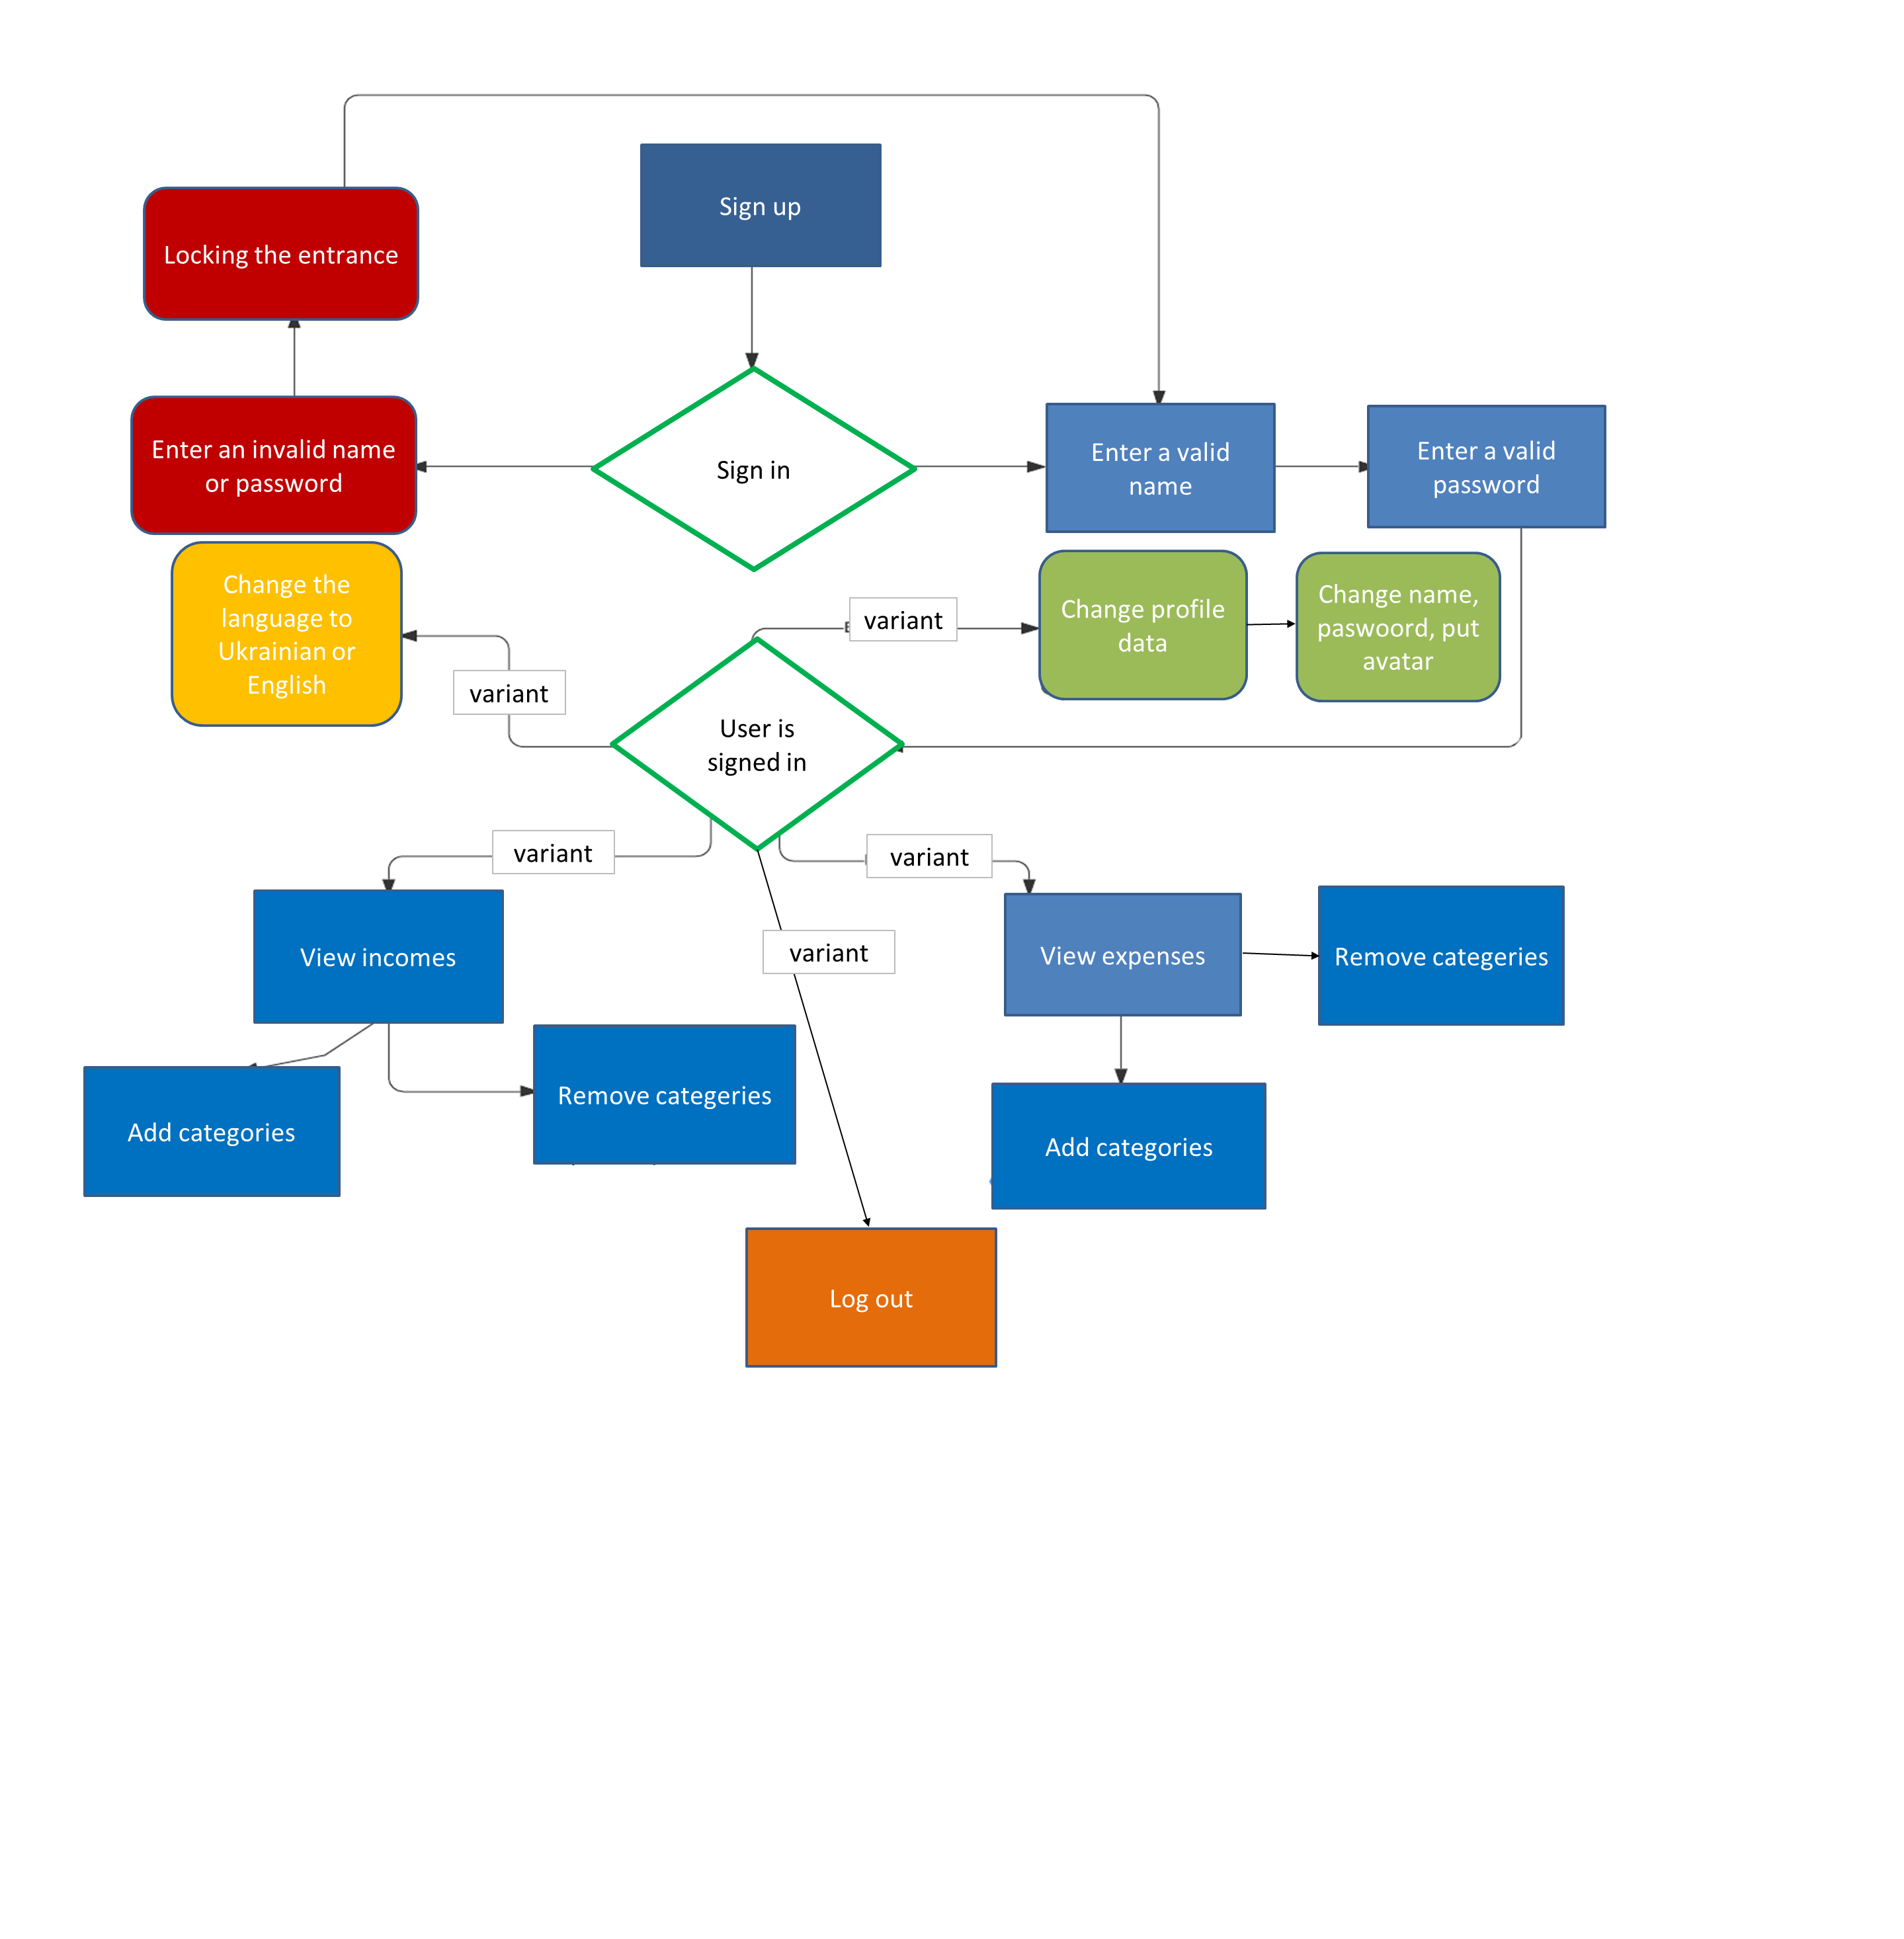 Sign up
Locking the entrance
Enter an invalid name
or password
Sign in
Enter a valid
name
Enter a valid
password
Change the
language to
Ukrainian or
English
variant
variant
Change profile
data
Change name,
paswoord, put
avatar
User is
signed in
variant
variant
View incomes
variant
View expenses
Remove categeries
Add categories
Remove categeries
Add categories
Log out